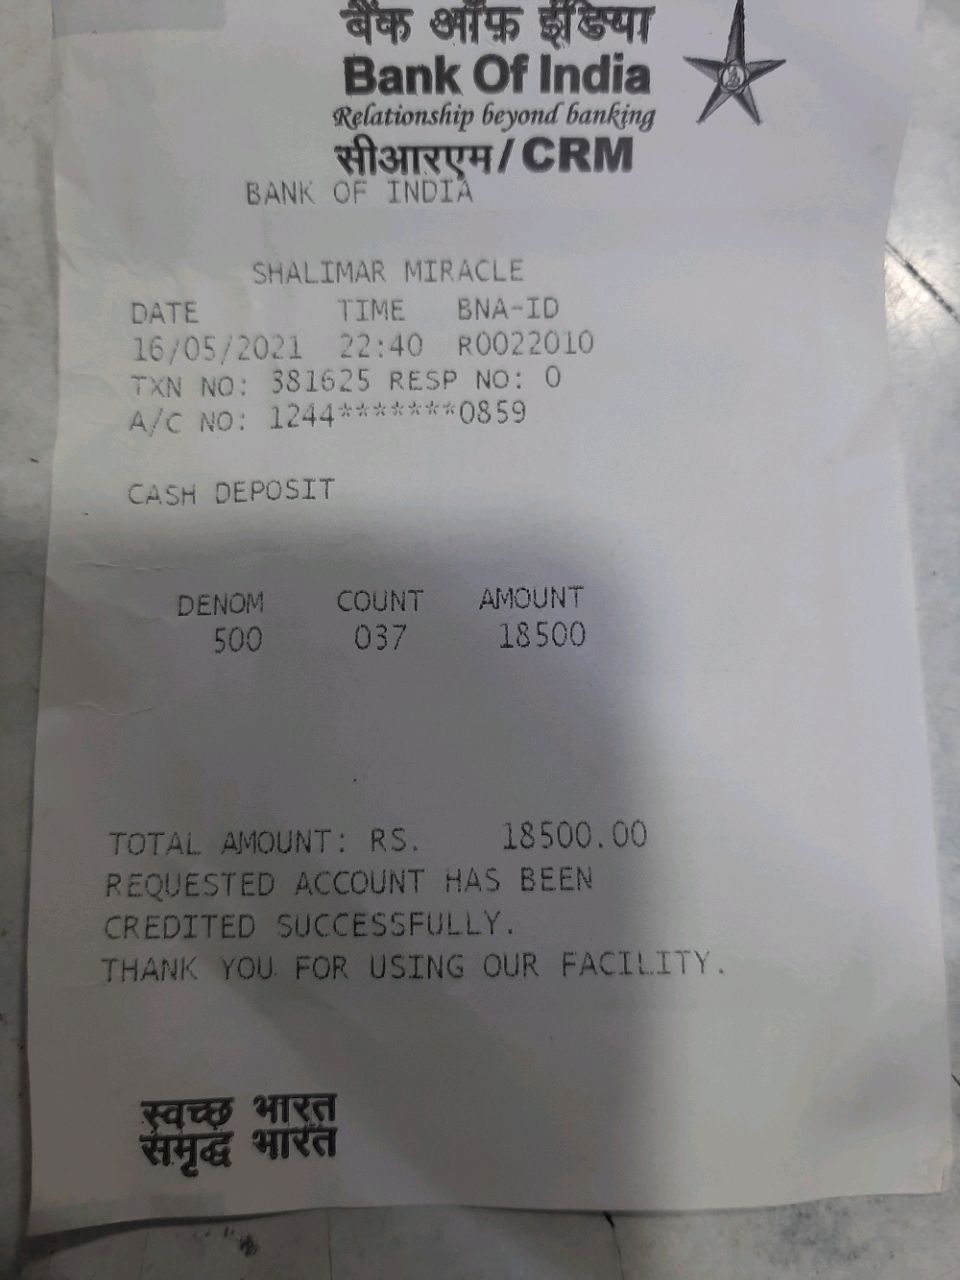 बैंक ऑफ़ इंडिया
Bank Of India
Relationship beyond banking
सीआरएम/CRM
BANK OF INDIA
SHALIMAR MIRACLE
DATE TIME BNA-ID
16/05/2021 22:40 R0022010
TXN NO: 381625 RESP NO: 0
A/C NO: 1244*******0859
CASH DEPOSIT
DENOM COUNT AMOUNT
500 037 18500
TOTAL AMOUNT: RS. 18500.00
REQUESTED ACCOUNT HAS BEEN
CREDITED SUCCESSFULLY.
THANK YOU FOR USING OUR FACILITY.
स्वच्छ भारत
समृद्ध भारत